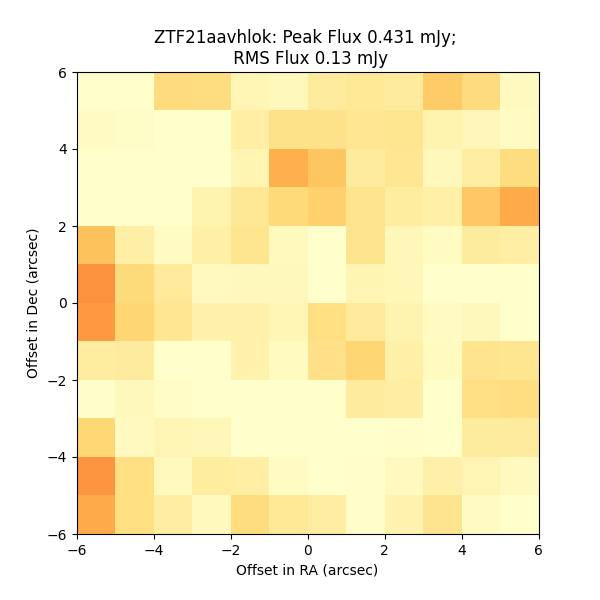 ZTF21aavhlok: Peak Flux 0.431 mJy;
RMS Flux 0.13 mJy
6
4
2
0
−2
−4
−6
Offset in Dec (arcsec)
−6 −4 −2 0 2 4 6
Offset in RA (arcsec)